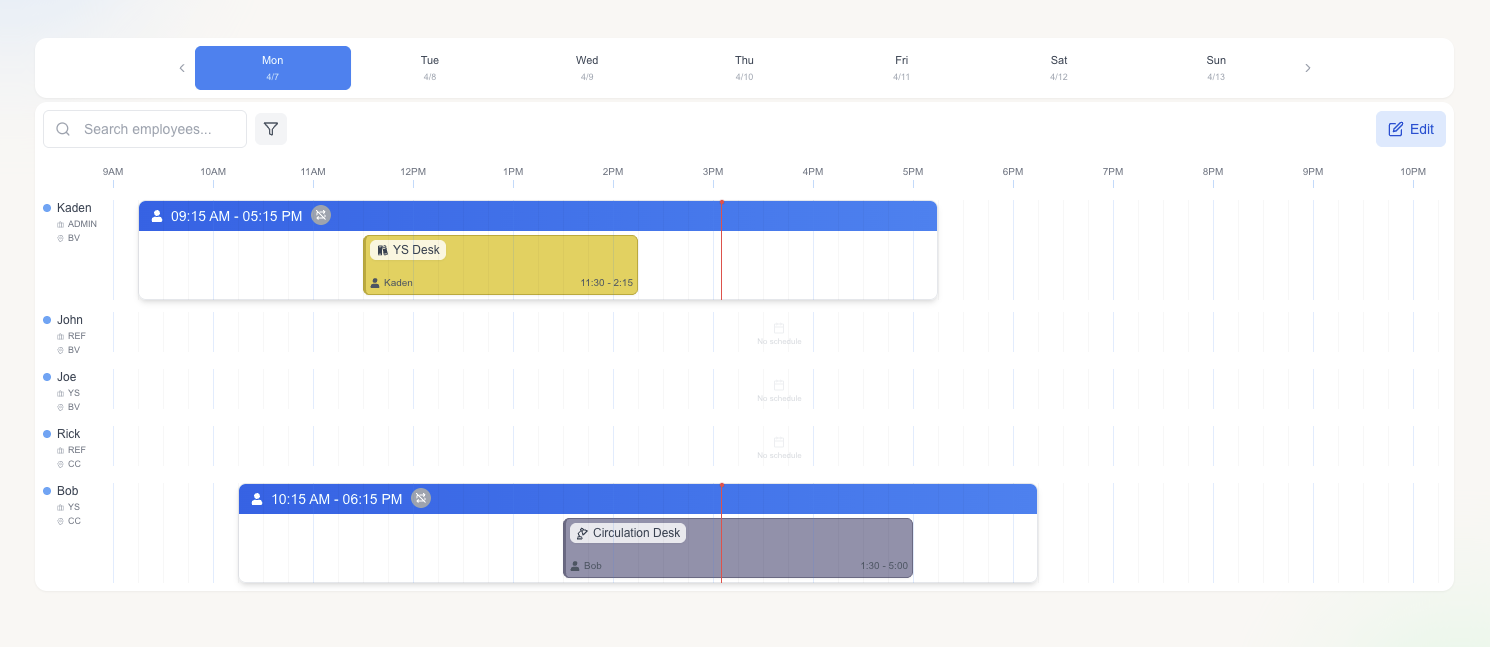 Mon Tue Wed Thu Fri Sat Sun
4/7 4/8 4/9 4/10 4/11 4/12 4/13
Search employees...
Edit
9AM 10AM 11AM 12PM 1PM 2PM 3PM 4PM 5PM 6PM 7PM 8PM 9PM 10PM
Kaden
ADMIN
BV
09:15 AM - 05:15 PM
YS Desk
Kaden 11:30 - 2:15
John
REF
BV
No schedule
Joe
YS
BV
No schedule
Rick
REF
CC
No schedule
Bob
YS
CC
10:15 AM - 06:15 PM
Circulation Desk
Bob 1:30 - 5:00